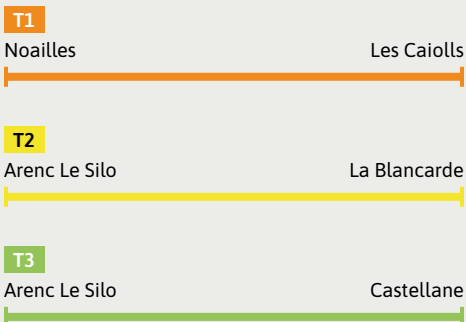 T1
Noailles Les Caiolls
T2
Arenc Le Silo La Blancarde
T3
Arenc Le Silo Castellane